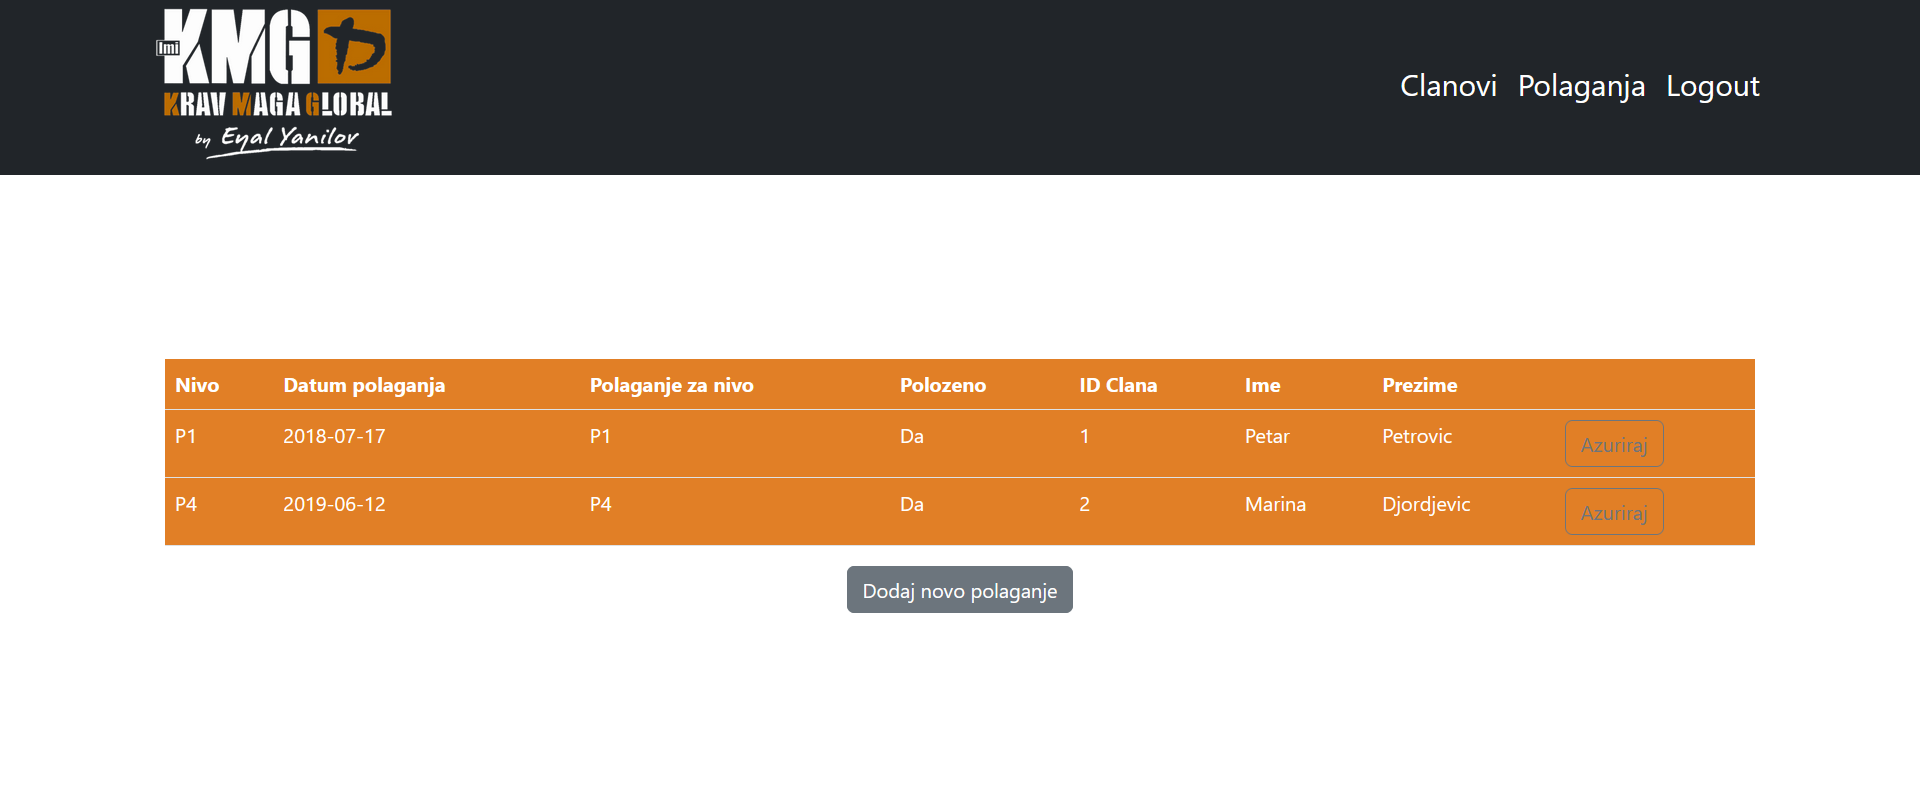 Imi KMG
KRAV MAGA GLOBAL
by Eyal Yanilov
Clanovi Polaganja Logout
Nivo Datum polaganja Polaganje za nivo Polozeno ID Clana Ime Prezime
P1 2018-07-17 P1 Da 1 Petar Petrovic Azuriraj
P4 2019-06-12 P4 Da 2 Marina Djordjevic Azuriraj
Dodaj novo polaganje